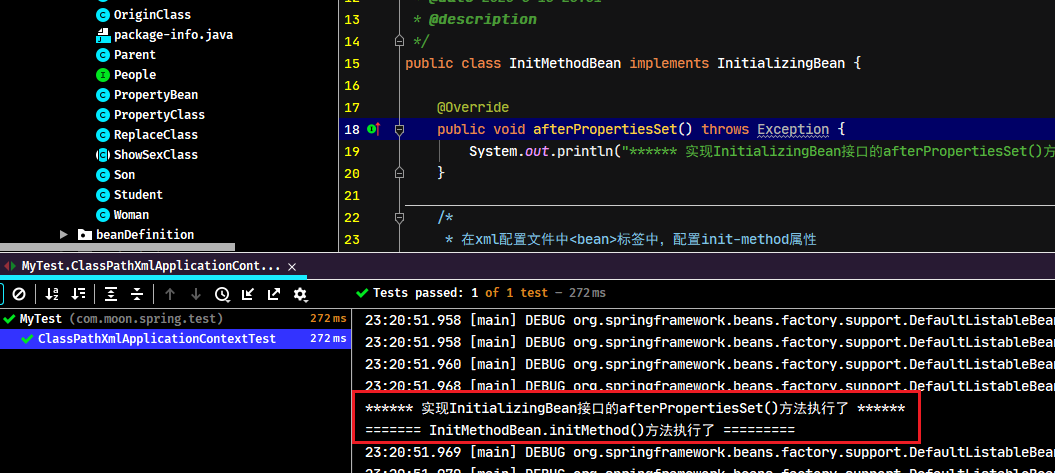 OriginClass
package-info.java
Parent
People
PropertyBean
PropertyClass
ReplaceClass
ShowSexClass
Son
Student
Woman
beanDefinition
13 * @description
14 */
15 public class InitMethodBean implements InitializingBean {
16
17 @Override
18 public void afterPropertiesSet() throws Exception {
19 System.out.println("****** 实现InitializingBean接口的afterPropertiesSet()方
20 }
21
22 /*
23 * 在xml配置文件中<bean>标签中，配置init-method属性
MyTest.ClassPathXmlApplicationCont... ×
Tests passed: 1 of 1 test – 272 ms
MyTest (com.moon.spring.test) 272 ms
ClassPathXmlApplicationContextTest 272 ms
23:20:51.958 [main] DEBUG org.springframework.beans.factory.support.DefaultListableBean
23:20:51.958 [main] DEBUG org.springframework.beans.factory.support.DefaultListableBean
23:20:51.960 [main] DEBUG org.springframework.beans.factory.support.DefaultListableBean
23:20:51.968 [main] DEBUG org.springframework.beans.factory.support.DefaultListableBean
****** 实现InitializingBean接口的afterPropertiesSet()方法执行了 ******
======= InitMethodBean.initMethod()方法执行了 =========
23:20:51.969 [main] DEBUG org.springframework.beans.factory.support.DefaultListableBean